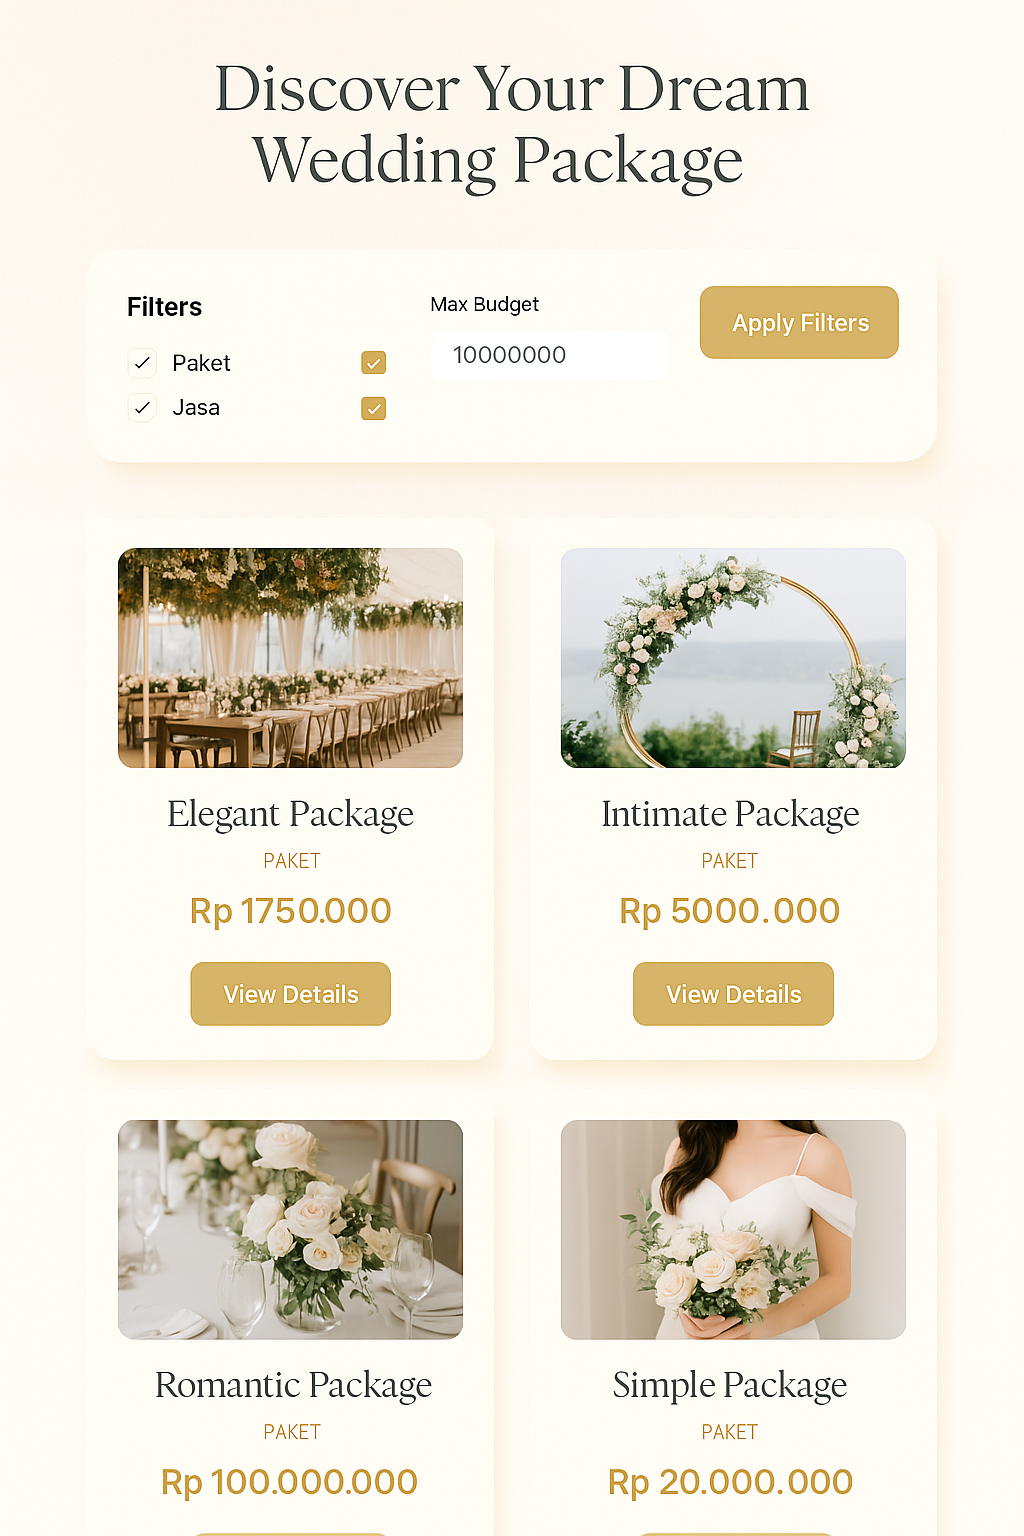 Discover Your Dream
Wedding Package
Filters
Paket
Jasa
Max Budget
10000000
Apply Filters
Elegant Package
PAKET
Rp 1750.000
View Details
Intimate Package
PAKET
Rp 5000.000
View Details
Romantic Package
PAKET
Rp 100.000.000
Simple Package
PAKET
Rp 20.000.000